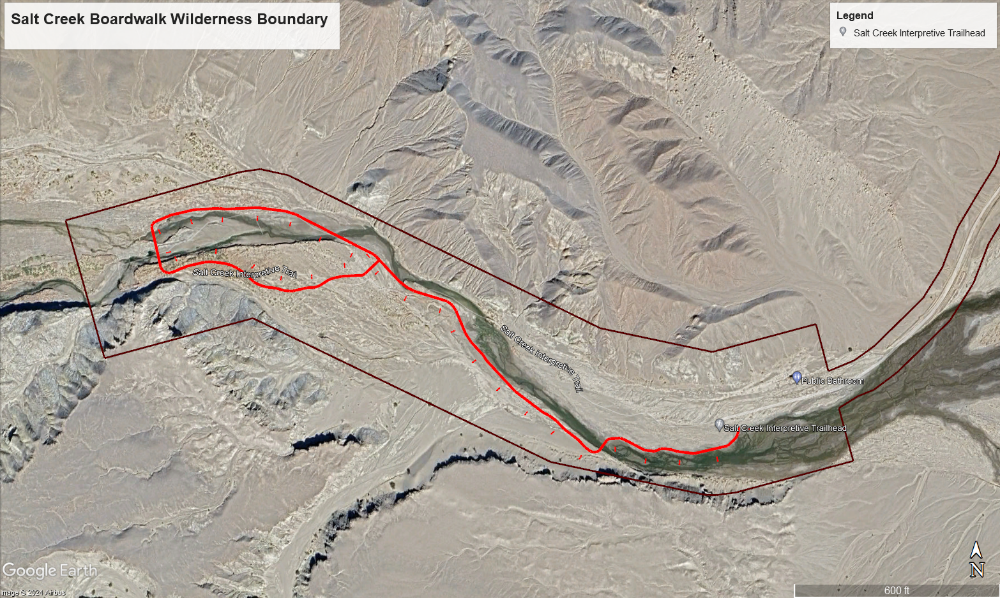 Salt Creek Boardwalk Wilderness Boundary
Legend
Salt Creek Interpretive Trailhead
Salt Creek Interpretive Trail
Salt Creek Interpretive Trail
Public Bathroom
Salt Creek Interpretive Trailhead
Google Earth
mage © 2024 Airbus
N
600 ft